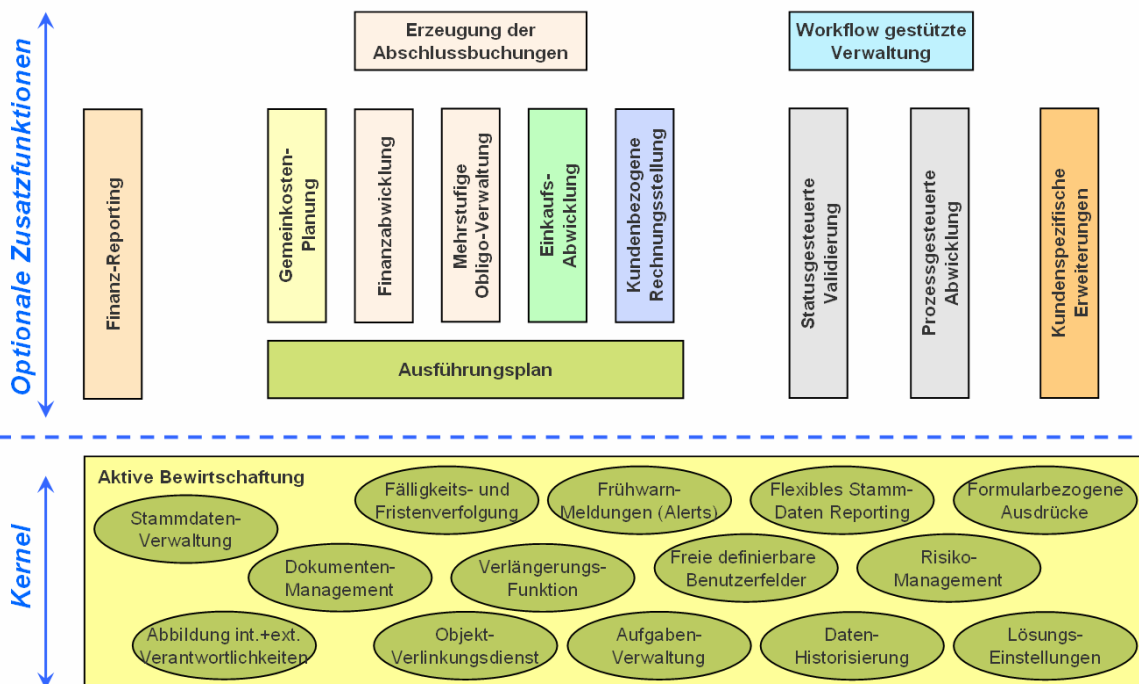 Optionale Zusatzfunktionen
Erzeugung der
Abschlussbuchungen
Workflow gestützte
Verwaltung
Finanz-Reporting
Gemeinkosten-
Planung
Finanzabwicklung
Mehrstufige
Obligo-Verwaltung
Einkaufs-
Abwicklung
Kundenbezogene
Rechnungsstellung
Statusgesteuerte
Validierung
Prozessgesteuerte
Abwicklung
Kundenspezifische
Erweiterungen
Ausführungsplan
Kernel
Aktive Bewirtschaftung
Stammdaten-
Verwaltung
Fälligkeits- und
Fristenverfolgung
Frühwarn-
Meldungen (Alerts)
Flexibles Stamm-
Daten Reporting
Formularbezogene
Ausdrücke
Dokumenten-
Management
Verlängerungs-
Funktion
Freie definierbare
Benutzerfelder
Risiko-
Management
Abbildung int.+ext.
Verantwortlichkeiten
Objekt-
Verlinkungsdienst
Aufgaben-
Verwaltung
Daten-
Historisierung
Lösungs-
Einstellungen